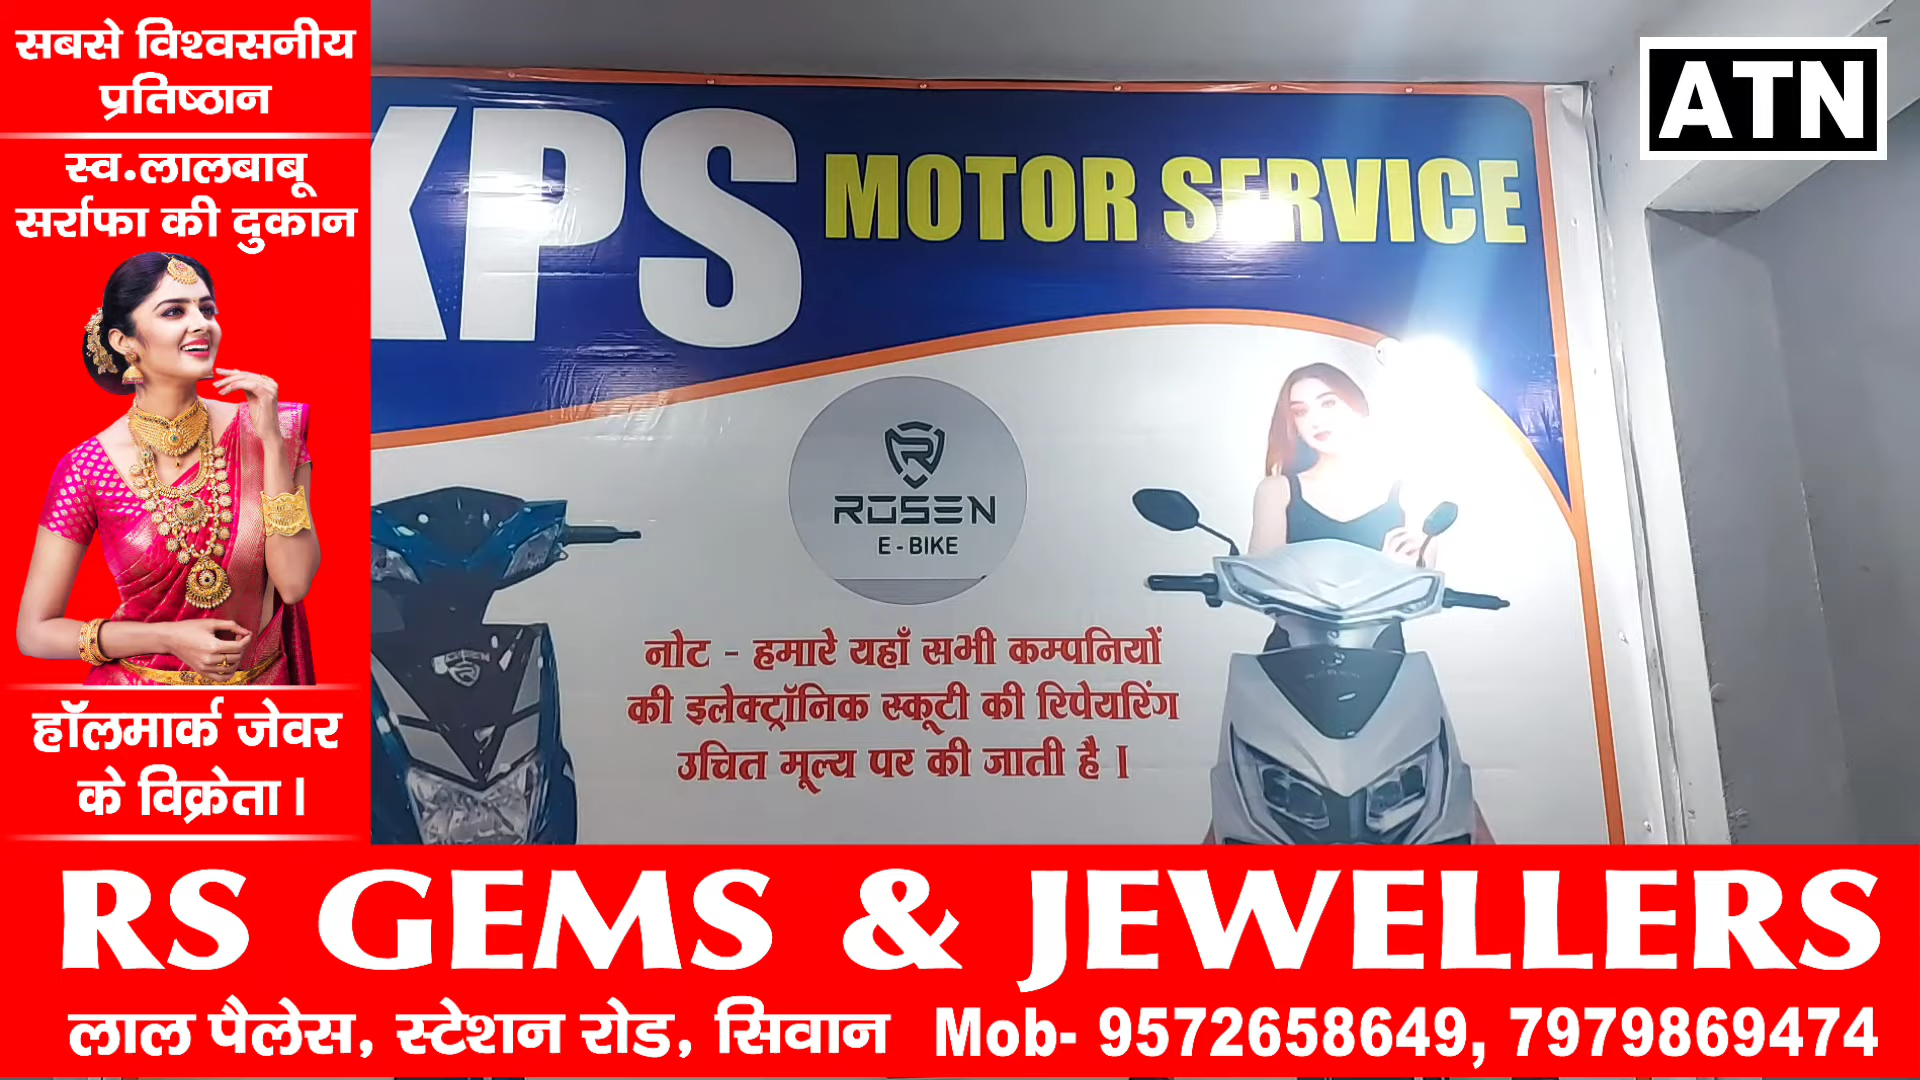 सबसे विश्वसनीय
प्रतिष्ठान
स्व.लालबाबू
सर्राफा की दुकान
हॉलमार्क जेवर
के विक्रेता।
ATN
KPS MOTOR SERVICE
ROSEN
E - BIKE
नोट - हमारे यहाँ सभी कम्पनियों
की इलेक्ट्रॉनिक स्कूटी की रिपेयरिंग
उचित मूल्य पर की जाती है ।
RS GEMS & JEWELLERS
लाल पैलेस, स्टेशन रोड, सिवान Mob- 9572658649, 7979869474